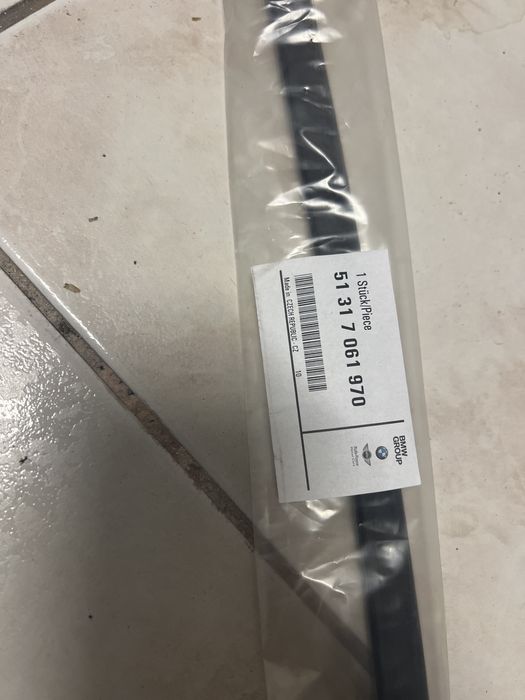 1 Stück/Piece
51 31 7 061 970
Made in CZECH REPUBLIC - CZ 10
BMW
GROUP